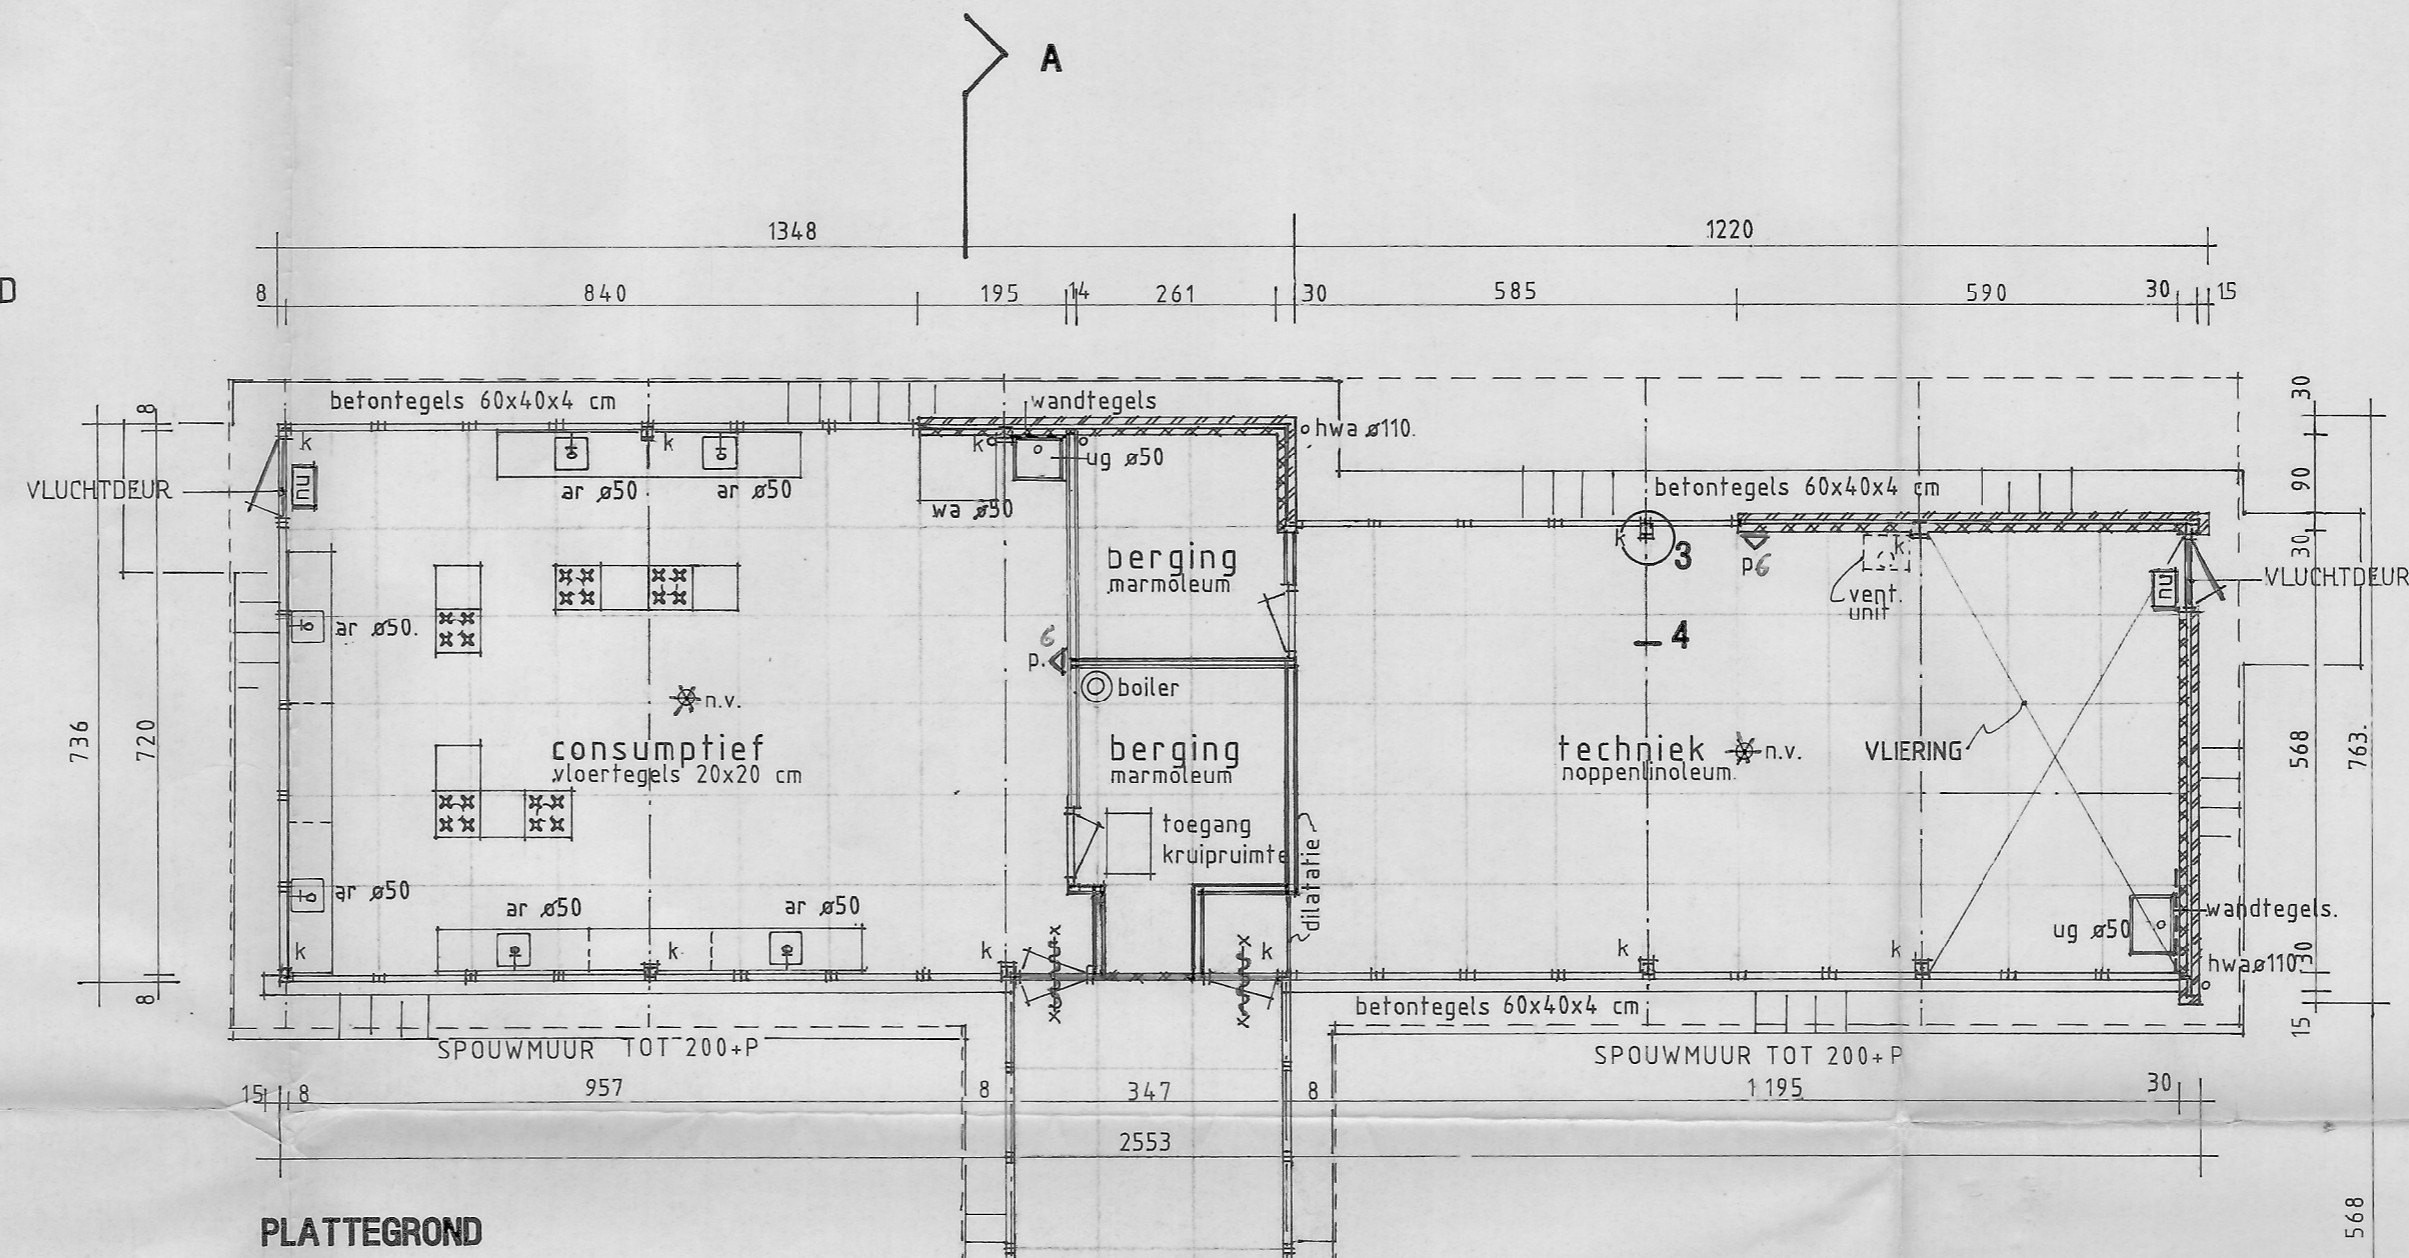 A
1348
1220
D
8
840
195
14
261
30
585
590
30
15
betontegels 60x40x4 cm
wandtegels
hwa ø110.
30
8
k
k
k
ug ø50
VLUCHTDEUR
nu
ar ø50
ar ø50
wa ø50
betontegels 60x40x4 cm
90
k
3
p6
k
30
berging
marmoleum
vent.
unit
nu
VLUCHTDEUR
ar ø50.
4
6
p.
boiler
n.v.
736
720
consumptief
vloertegels 20x20 cm
berging
marmoleum
techniek
n.v.
noppenlinoleum.
VLIERING
568
763.
toegang
kruipruimte
dilatatie
ar ø50
ar ø50
ar ø50
wandtegels.
ug ø50
k
k
k
k
k
k
hwaø110
30
8
betontegels 60x40x4 cm
15
SPOUWMUUR TOT 200+P
SPOUWMUUR TOT 200+P
15
8
957
8
347
8
1195
30
2553
568
PLATTEGROND